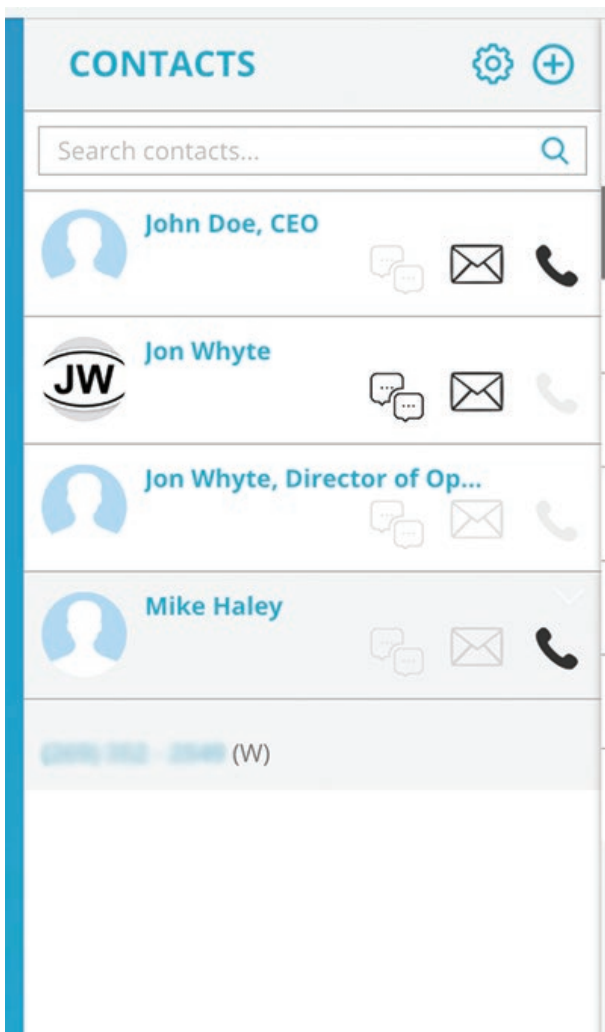 CONTACTS
Search contacts...
John Doe, CEO
Jon Whyte
JW
Jon Whyte, Director of Op...
Mike Haley
(W)